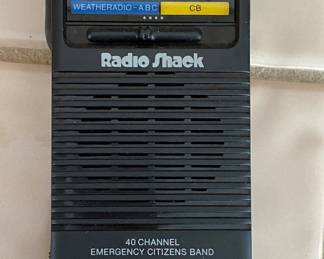 WEATHERADIO-ABC CB
Radio Shack
40 CHANNEL
EMERGENCY CITIZENS BAND